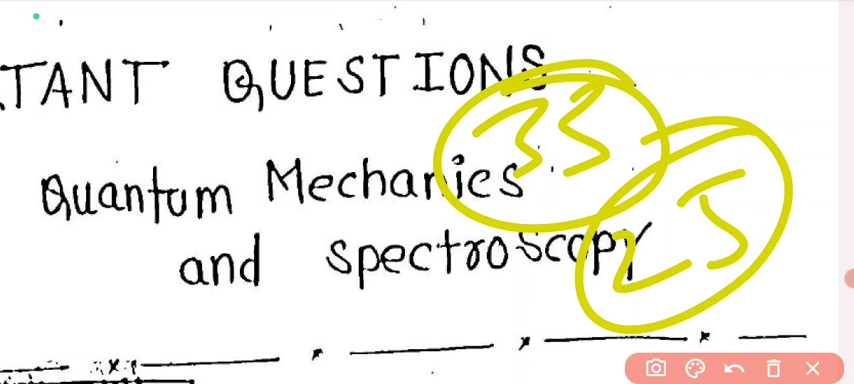 TANT QUESTIONS
33
Quantum Mechanics
25
and spectroscopy